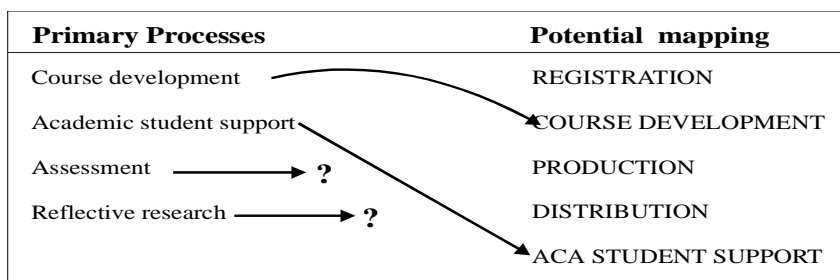 Primary Processes Potential mapping
Course development REGISTRATION
Academic student support COURSE DEVELOPMENT
Assessment ? PRODUCTION
Reflective research ? DISTRIBUTION
ACA STUDENT SUPPORT